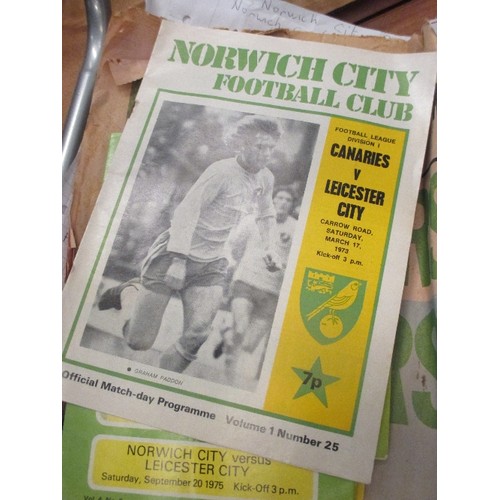 Norwich
Norwich
NORWICH CITY
FOOTBALL CLUB
FOOTBALL LEAGUE
DIVISION I
CANARIES
V
LEICESTER
CITY
CARROW ROAD.
SATURDAY,
MARCH 17,
1973
Kick-off 3 p.m.
7p
● GRAHAM PADDON
Official Match-day Programme Volume 1 Number 25
NORWICH CITY versus
LEICESTER CITY
Saturday, September 20 1975 Kick-Off 3 p.m.